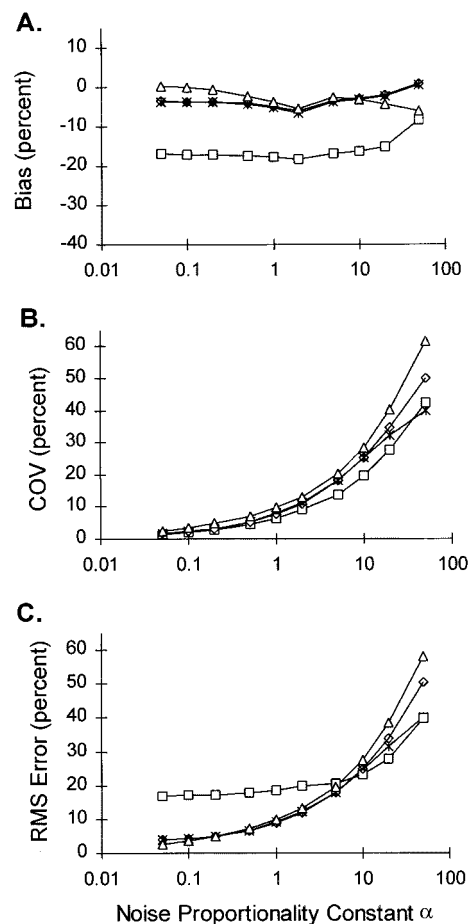 A.
10
0
-10
-20
-30
-40
Bias (percent)
0.01 0.1 1 10 100
B.
60
50
40
30
20
10
0
COV (percent)
0.01 0.1 1 10 100
C.
60
50
40
30
20
10
0
RMS Error (percent)
0.01 0.1 1 10 100
Noise Proportionality Constant α